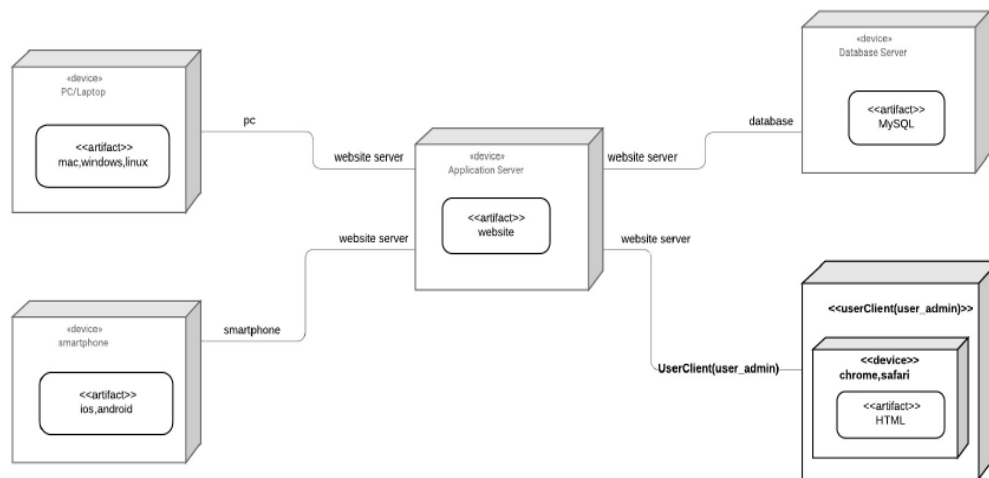 «device»
PC/Laptop
<<artifact>>
mac,windows,linux
pc
website server
«device»
smartphone
<<artifact>>
ios,android
smartphone
website server
«device»
Application Server
<<artifact>>
website
website server
database
«device»
Database Server
<<artifact>>
MySQL
website server
UserClient(user_admin)
<<userClient(user_admin)>>
<<device>>
chrome,safari
<<artifact>>
HTML